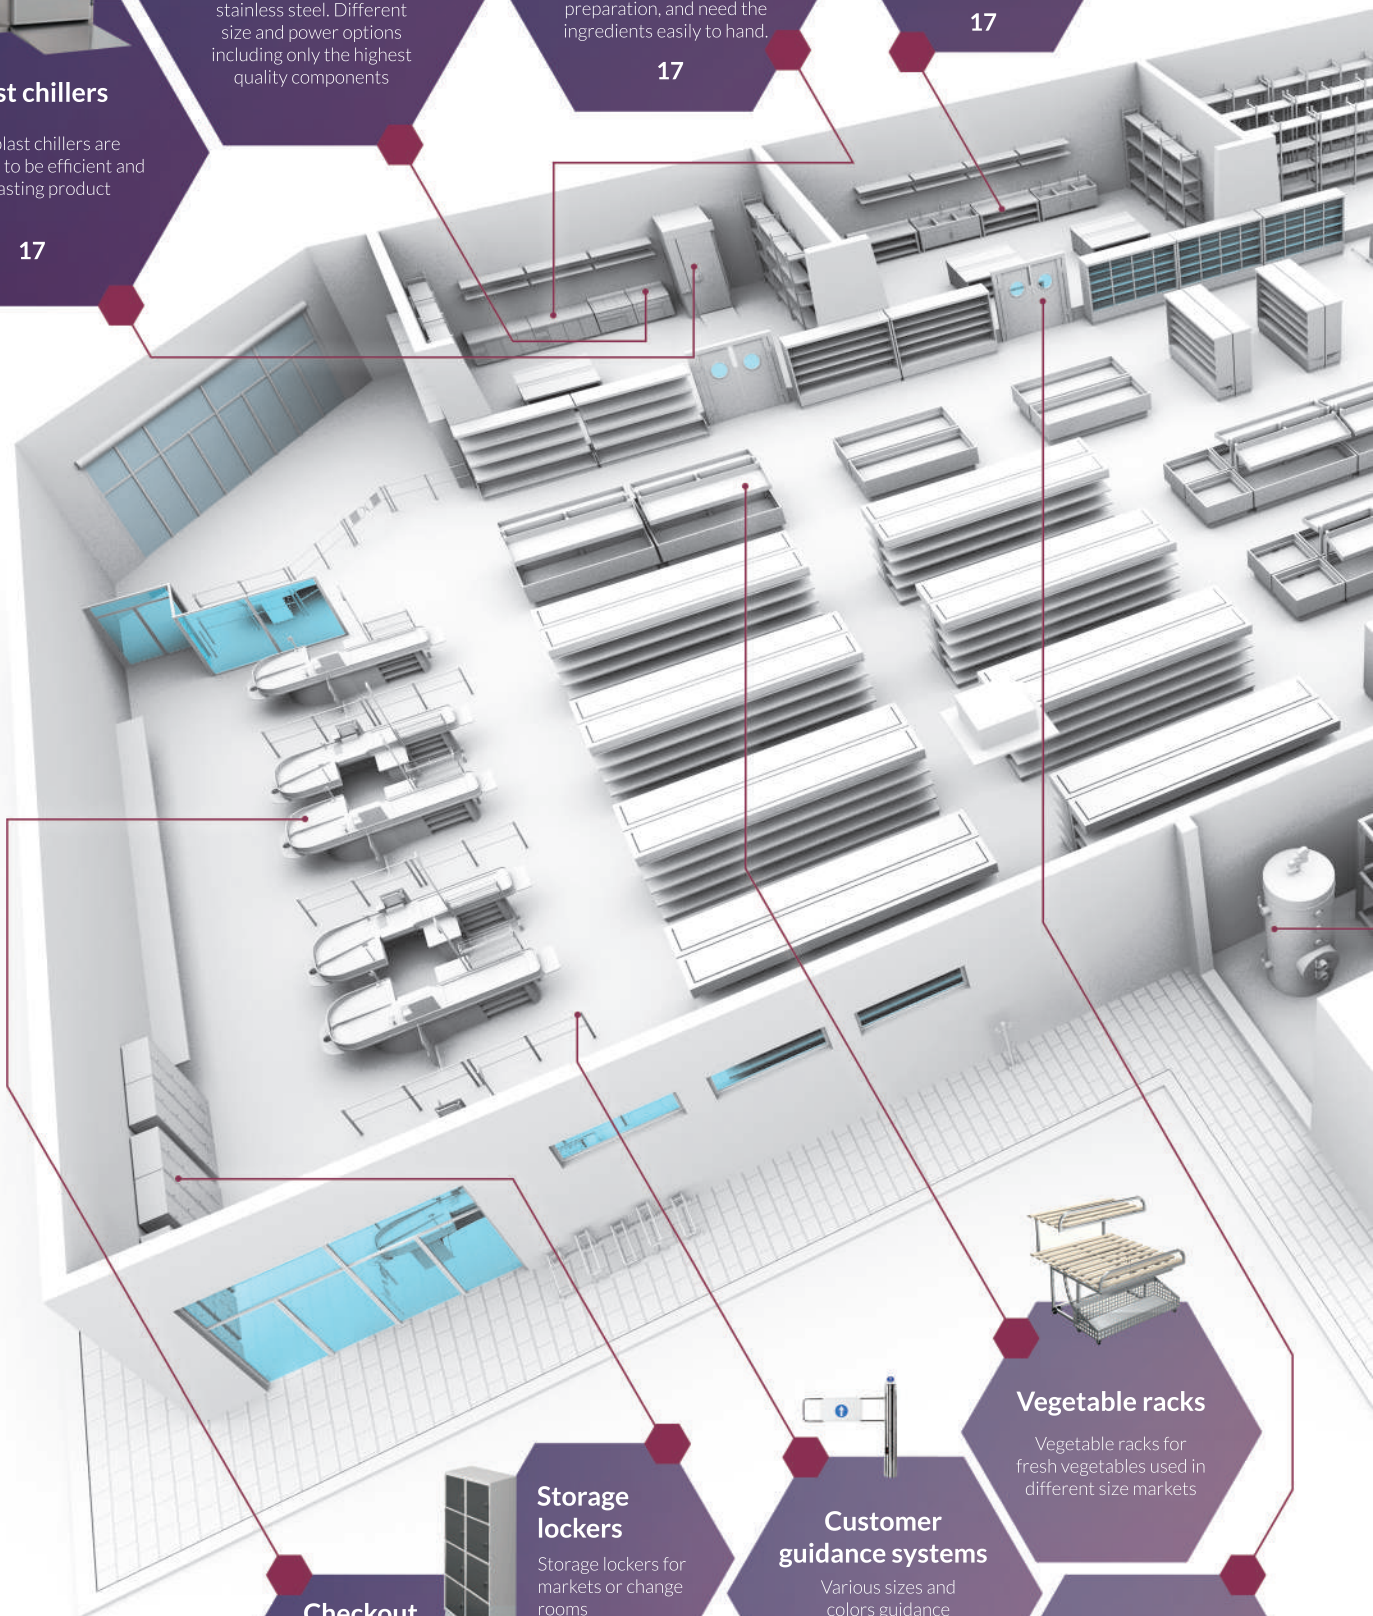 stainless steel. Different
size and power options
including only the highest
quality components
preparation, and need the
ingredients easily to hand.
17
17
chillers
chillers are
to be efficient and
product
17
Vegetable racks
Vegetable racks for
fresh vegetables used in
different size markets
Storage
lockers
Storage lockers for
markets or change
rooms
Customer
guidance systems
Various sizes and
colors guidance
Checkout